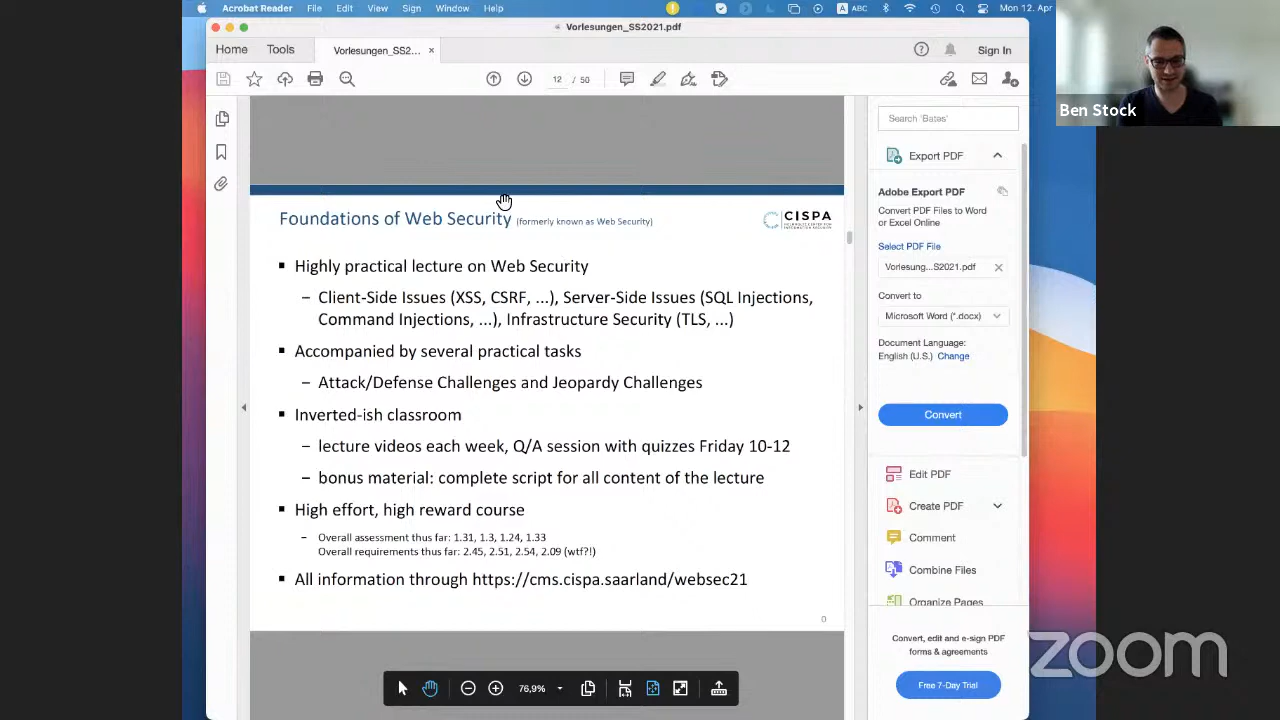 Acrobat Reader File Edit View Sign Window Help
ABC Mon 12. Apr
Vorlesungen_SS2021.pdf
Home Tools Vorlesungen_SS2... × Sign In
12 / 50
Ben Stock
Search 'Bates'
Export PDF
Adobe Export PDF
Convert PDF Files to Word
or Excel Online
Select PDF File
Vorlesung...S2021.pdf
Convert to
Microsoft Word (*.docx)
Document Language:
English (U.S.) Change
Convert
Edit PDF
Create PDF
Comment
Combine Files
Organize Pages
Convert, edit and e-sign PDF
forms & agreements
Free 7-Day Trial
Foundations of Web Security (formerly known as Web Security)
CISPA
▪ Highly practical lecture on Web Security
– Client-Side Issues (XSS, CSRF, ...), Server-Side Issues (SQL Injections,
Command Injections, ...), Infrastructure Security (TLS, ...)
▪ Accompanied by several practical tasks
– Attack/Defense Challenges and Jeopardy Challenges
▪ Inverted-ish classroom
– lecture videos each week, Q/A session with quizzes Friday 10-12
– bonus material: complete script for all content of the lecture
▪ High effort, high reward course
– Overall assessment thus far: 1.31, 1.3, 1.24, 1.33
Overall requirements thus far: 2.45, 2.51, 2.54, 2.09 (wtf?!)
▪ All information through https://cms.cispa.saarland/websec21
0
76,9%
zoom